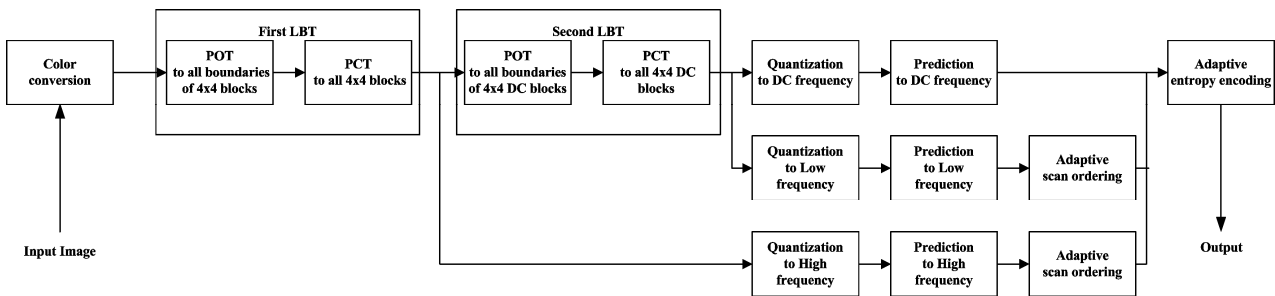 First LBT
Second LBT
Color
conversion
POT
to all boundaries
of 4x4 blocks
PCT
to all 4x4 blocks
POT
to all boundaries
of 4x4 DC blocks
PCT
to all 4x4 DC
blocks
Quantization
to DC frequency
Prediction
to DC frequency
Adaptive
entropy encoding
Quantization
to Low
frequency
Prediction
to Low
frequency
Adaptive
scan ordering
Quantization
to High
frequency
Prediction
to High
frequency
Adaptive
scan ordering
Input Image
Output